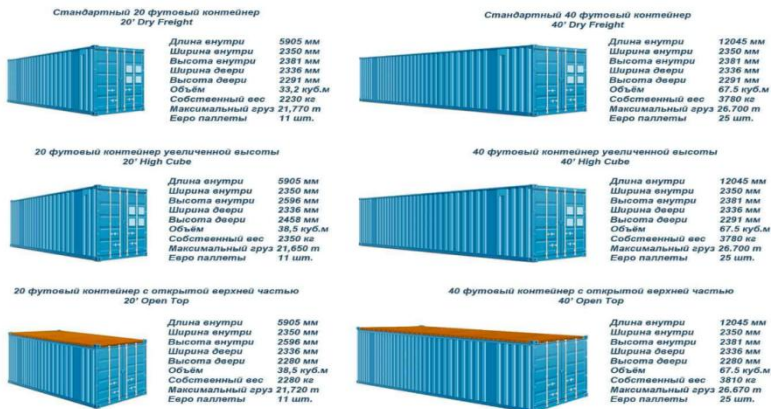 Стандартный 20 футовый контейнер
20' Dry Freight
Длина внутри 5905 мм
Ширина внутри 2350 мм
Высота внутри 2381 мм
Ширина двери 2336 мм
Высота двери 2291 мм
Объём 33,2 куб.м
Собственный вес 2230 кг
Максимальный груз 21,770 т
Евро паллеты 11 шт.
Стандартный 40 футовый контейнер
40' Dry Freight
Длина внутри 12045 мм
Ширина внутри 2350 мм
Высота внутри 2381 мм
Ширина двери 2336 мм
Высота двери 2291 мм
Объём 67.5 куб.м
Собственный вес 3780 кг
Максимальный груз 26.700 т
Евро паллеты 25 шт.
20 футовый контейнер увеличенной высоты
20' High Cube
Длина внутри 5905 мм
Ширина внутри 2350 мм
Высота внутри 2596 мм
Ширина двери 2336 мм
Высота двери 2458 мм
Объём 38,5 куб.м
Собственный вес 2350 кг
Максимальный груз 21,650 т
Евро паллеты 11 шт.
40 футовый контейнер увеличенной высоты
40' High Cube
Длина внутри 12045 мм
Ширина внутри 2350 мм
Высота внутри 2381 мм
Ширина двери 2336 мм
Высота двери 2291 мм
Объём 67.5 куб.м
Собственный вес 3780 кг
Максимальный груз 26.700 т
Евро паллеты 25 шт.
20 футовый контейнер с открытой верхней частью
20' Open Top
Длина внутри 5905 мм
Ширина внутри 2350 мм
Высота внутри 2596 мм
Ширина двери 2336 мм
Высота двери 2280 мм
Объём 38,5 куб.м
Собственный вес 2280 кг
Максимальный груз 21,720 т
Евро паллеты 11 шт.
40 футовый контейнер с открытой верхней частью
40' Open Top
Длина внутри 12045 мм
Ширина внутри 2350 мм
Высота внутри 2381 мм
Ширина двери 2336 мм
Высота двери 2280 мм
Объём 67.5 куб.м
Собственный вес 3810 кг
Максимальный груз 26,670 т
Евро паллеты 25 шт.